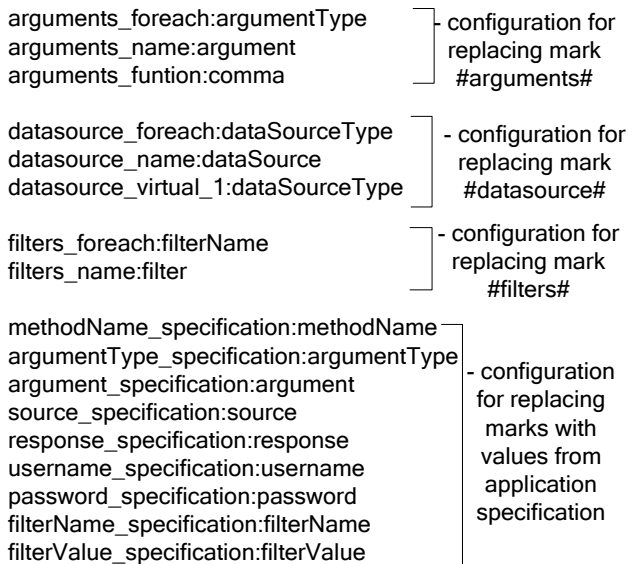 arguments_foreach:argumentType
arguments_name:argument
arguments_funtion:comma
- configuration for
replacing mark
#arguments#
datasource_foreach:dataSourceType
datasource_name:dataSource
datasource_virtual_1:dataSourceType
- configuration for
replacing mark
#datasource#
filters_foreach:filterName
filters_name:filter
- configuration for
replacing mark
#filters#
methodName_specification:methodName
argumentType_specification:argumentType
argument_specification:argument
source_specification:source
response_specification:response
username_specification:username
password_specification:password
filterName_specification:filterName
filterValue_specification:filterValue
- configuration
for replacing
marks with
values from
application
specification